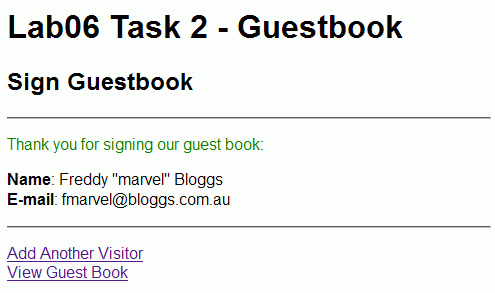 Lab06 Task 2 - Guestbook
Sign Guestbook
Thank you for signing our guest book:
Name: Freddy "marvel" Bloggs
E-mail: fmarvel@bloggs.com.au
Add Another Visitor
View Guest Book